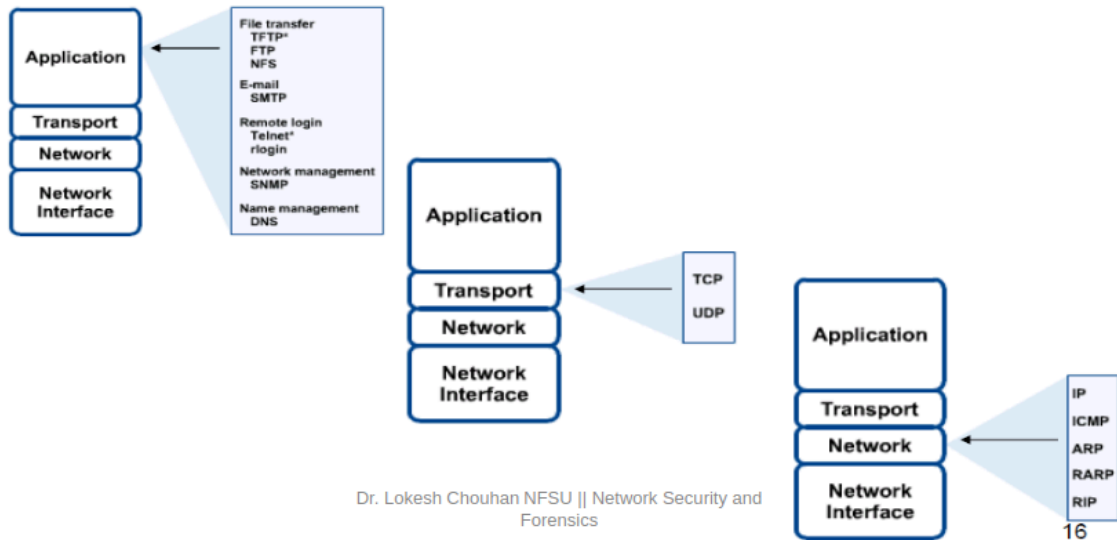 Application
Transport
Network
Network
Interface
File transfer
TFTP*
FTP
NFS
E-mail
SMTP
Remote login
Telnet*
rlogin
Network management
SNMP
Name management
DNS
Application
Transport
Network
Network
Interface
TCP
UDP
Application
Transport
Network
Network
Interface
IP
ICMP
ARP
RARP
RIP
Dr. Lokesh Chouhan NFSU || Network Security and
Forensics
16